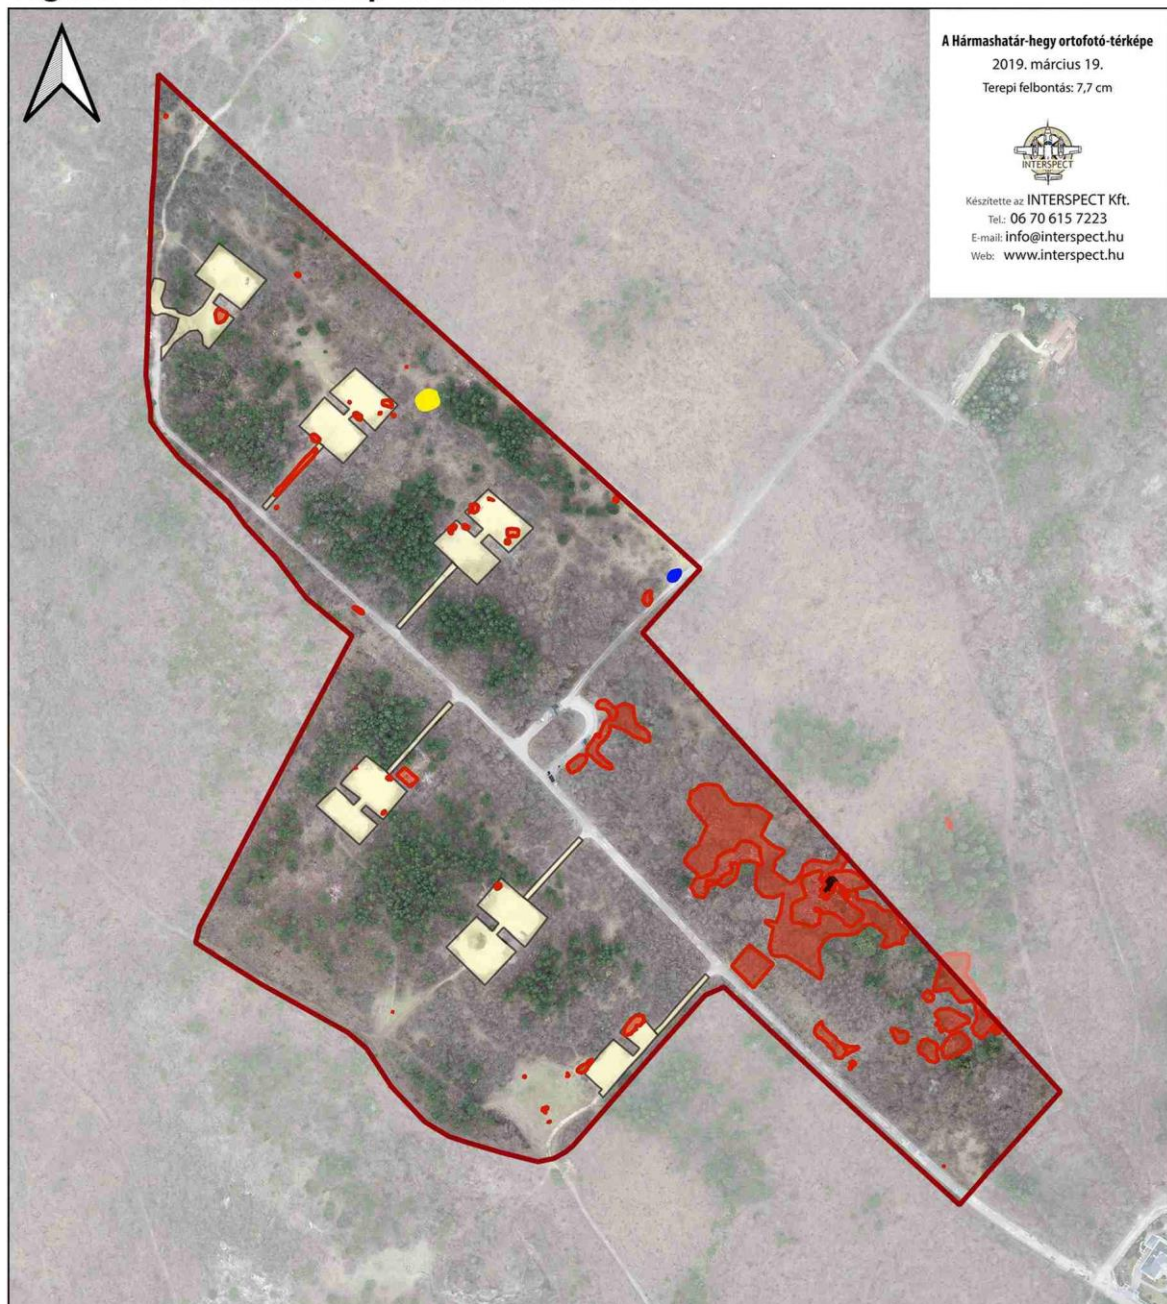 A Hármashatár-hegy ortofotó-térképe
2019. március 19.
Terepi felbontás: 7,7 cm
INTERSPECT
Készítette az INTERSPECT Kft.
Tel.: 06 70 615 7223
E-mail: info@interspect.hu
Web: www.interspect.hu